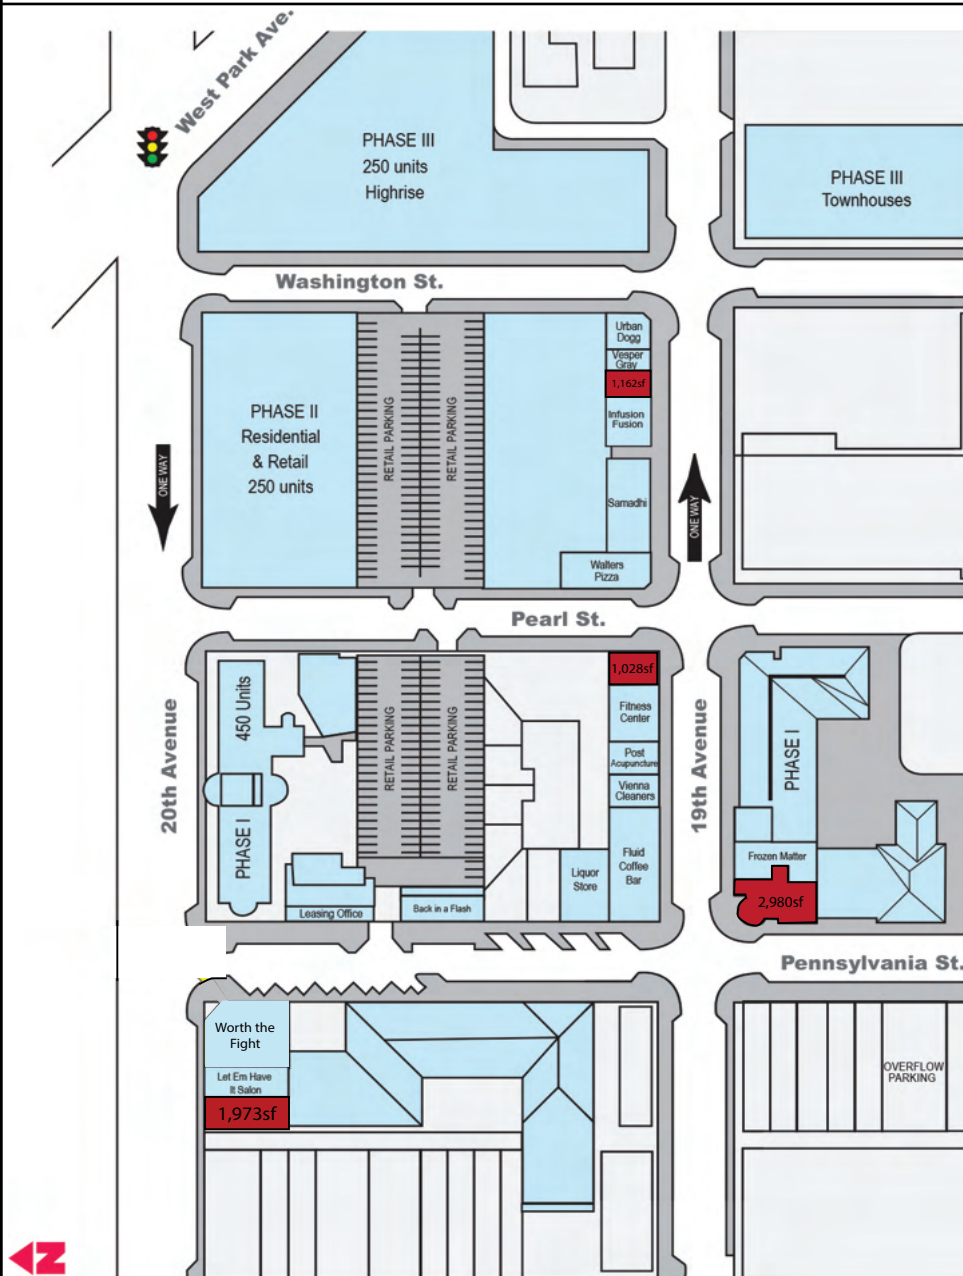 West Park Ave.
PHASE III
250 units
Highrise
PHASE III
Townhouses
Washington St.
Urban
Dogg
Vesper
Gray
1,162sf
Infusion
Fusion
PHASE II
Residential
& Retail
250 units
RETAIL PARKING
RETAIL PARKING
ONE WAY
ONE WAY
Samadhi
Walters
Pizza
Pearl St.
20th Avenue
450 Units
PHASE I
RETAIL PARKING
RETAIL PARKING
1,028sf
Fitness
Center
Post
Acupuncture
Vienna
Cleaners
Fluid
Coffee
Bar
Liquor
Store
Leasing Office
Back in a Flash
19th Avenue
PHASE I
Frozen Matter
2,980sf
Pennsylvania St.
Worth the
Fight
Let Em Have
It Salon
1,973sf
OVERFLOW
PARKING
N